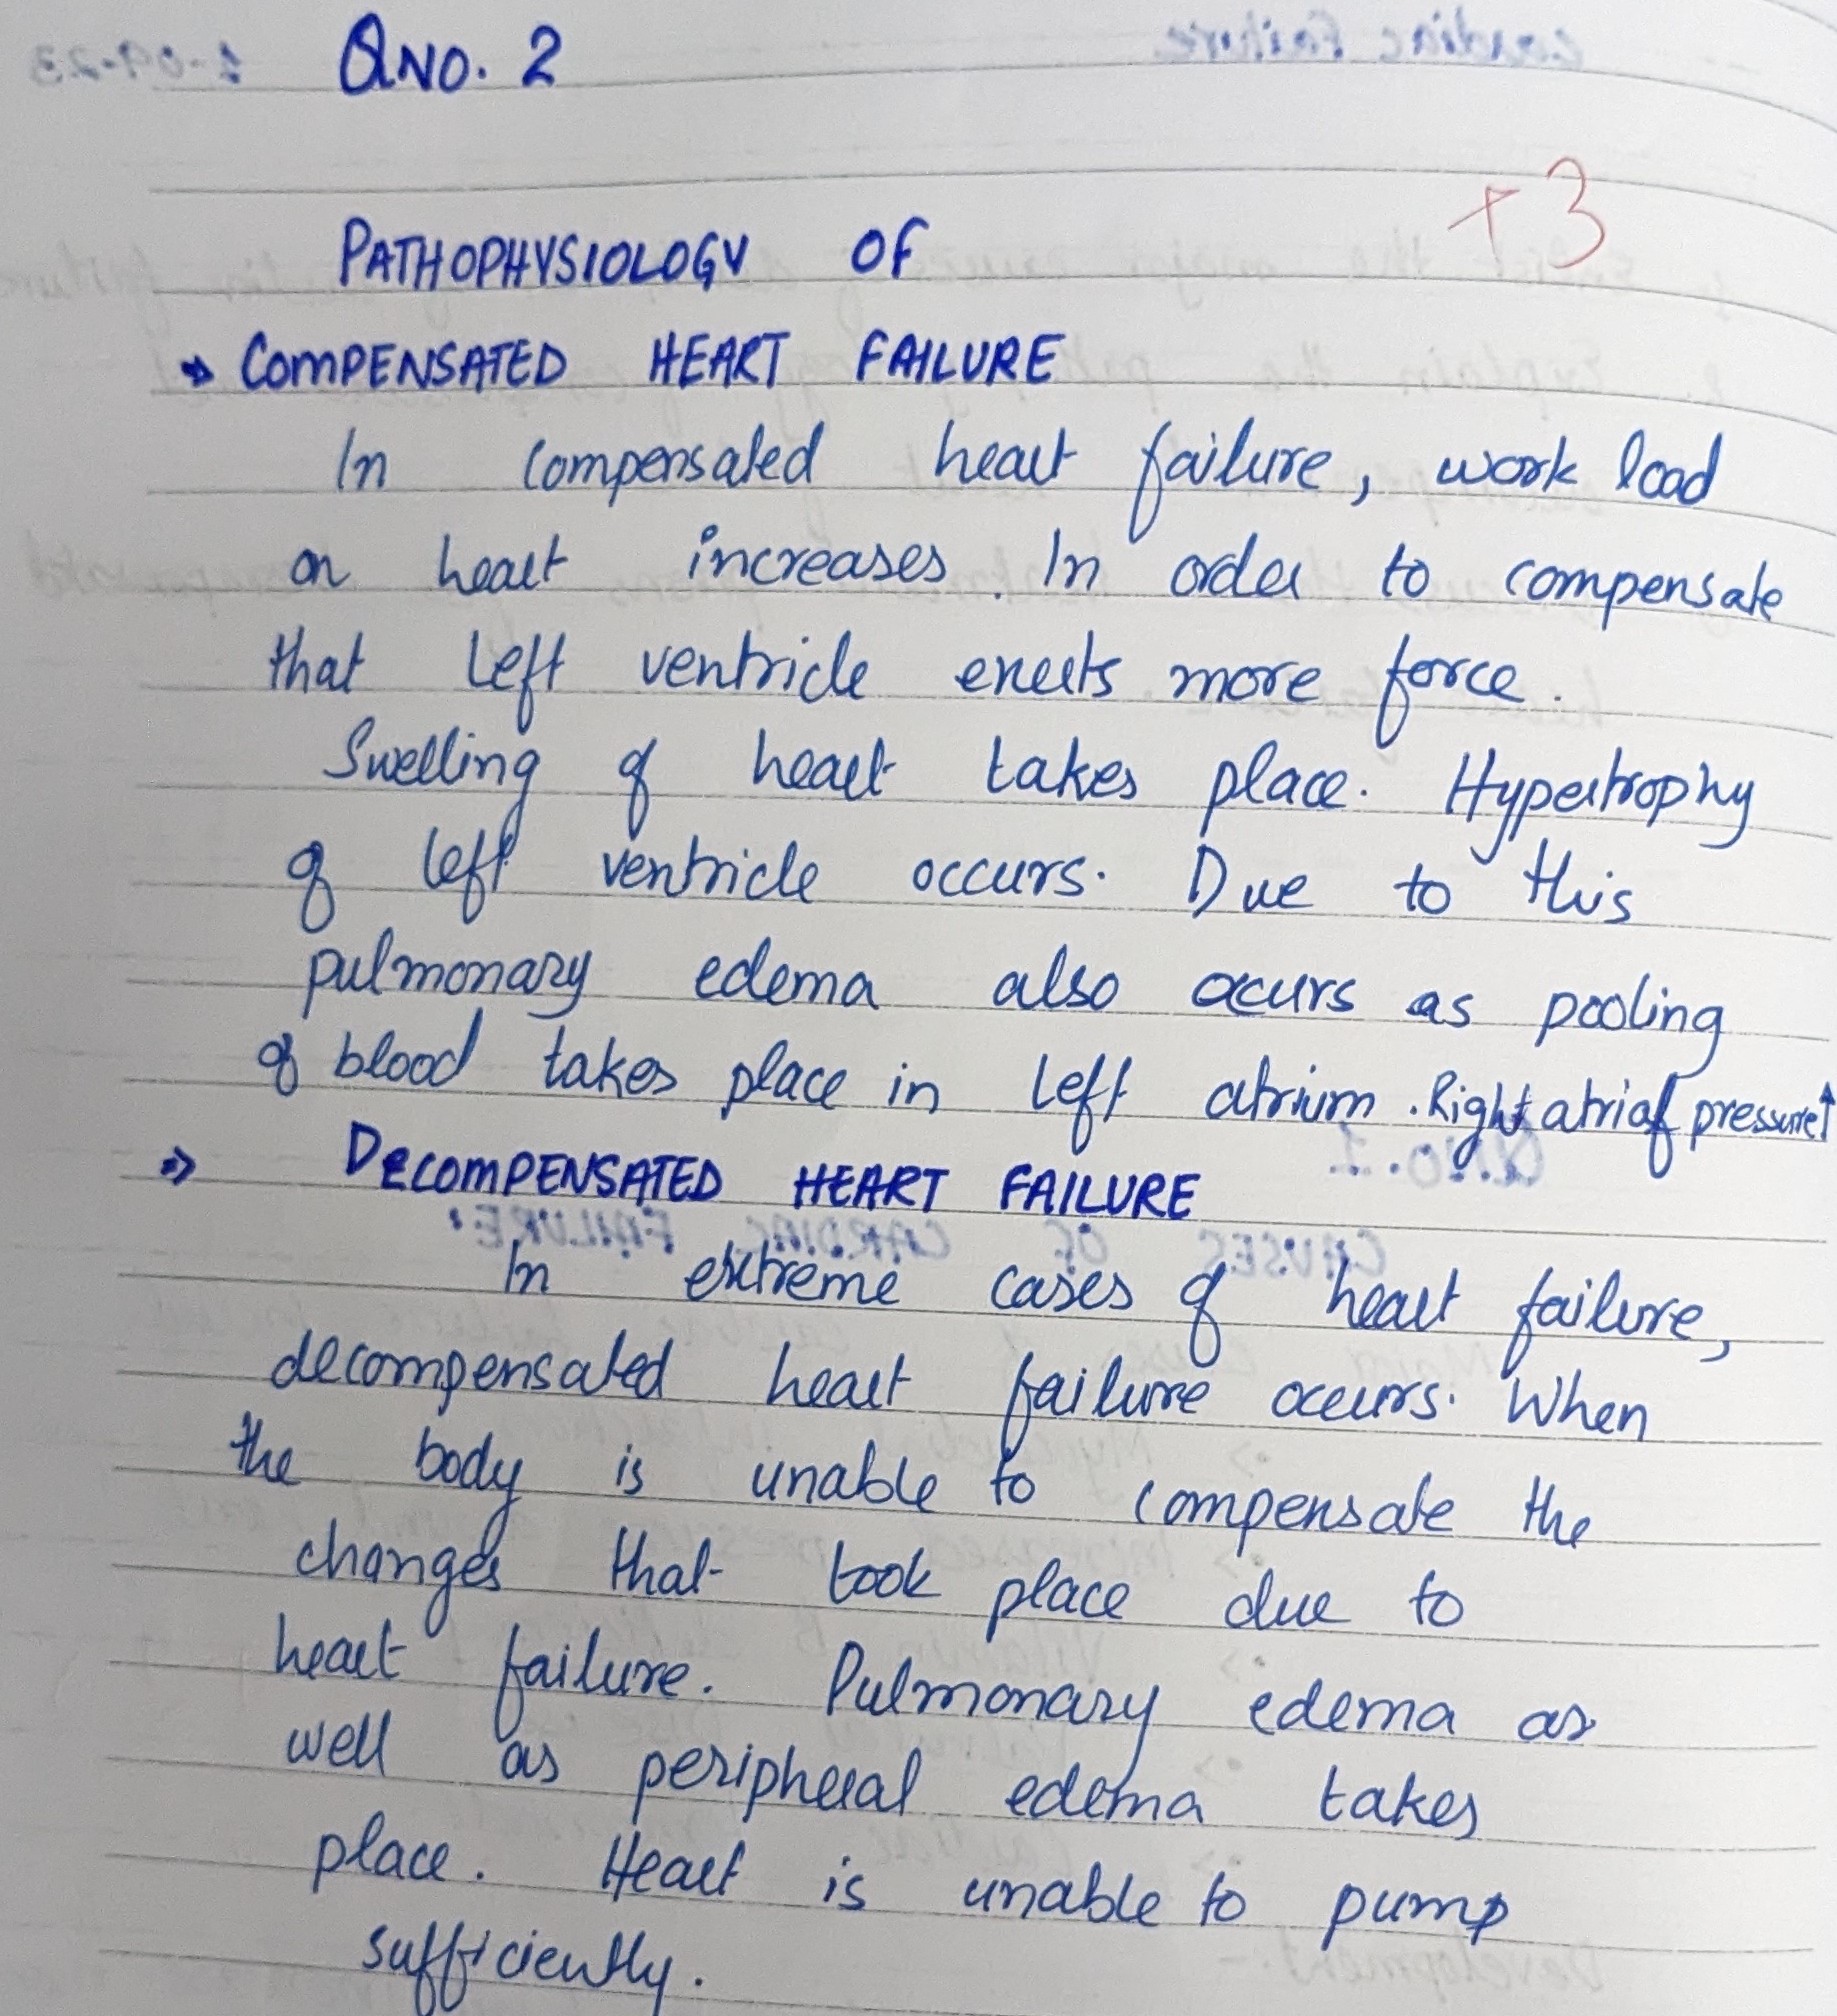 QNO. 2
+3
PATHOPHYSIOLOGY OF
→ COMPENSATED HEART FAILURE
In compensated heart failure, work load
on heart increases. In order to compensate
that left ventricle exerts more force.
Swelling of heart takes place. Hypertrophy
of left ventricle occurs. Due to this
pulmonary edema also occurs as pooling
of blood takes place in left atrium. Right atrial pressure↑
⇒ DECOMPENSATED HEART FAILURE
In extreme cases of heart failure,
decompensated heart failure occurs. When
the body is unable to compensate the
changes that took place due to
heart failure. Pulmonary edema as
well as peripheral edema takes
place. Heart is unable to pump
sufficiently.